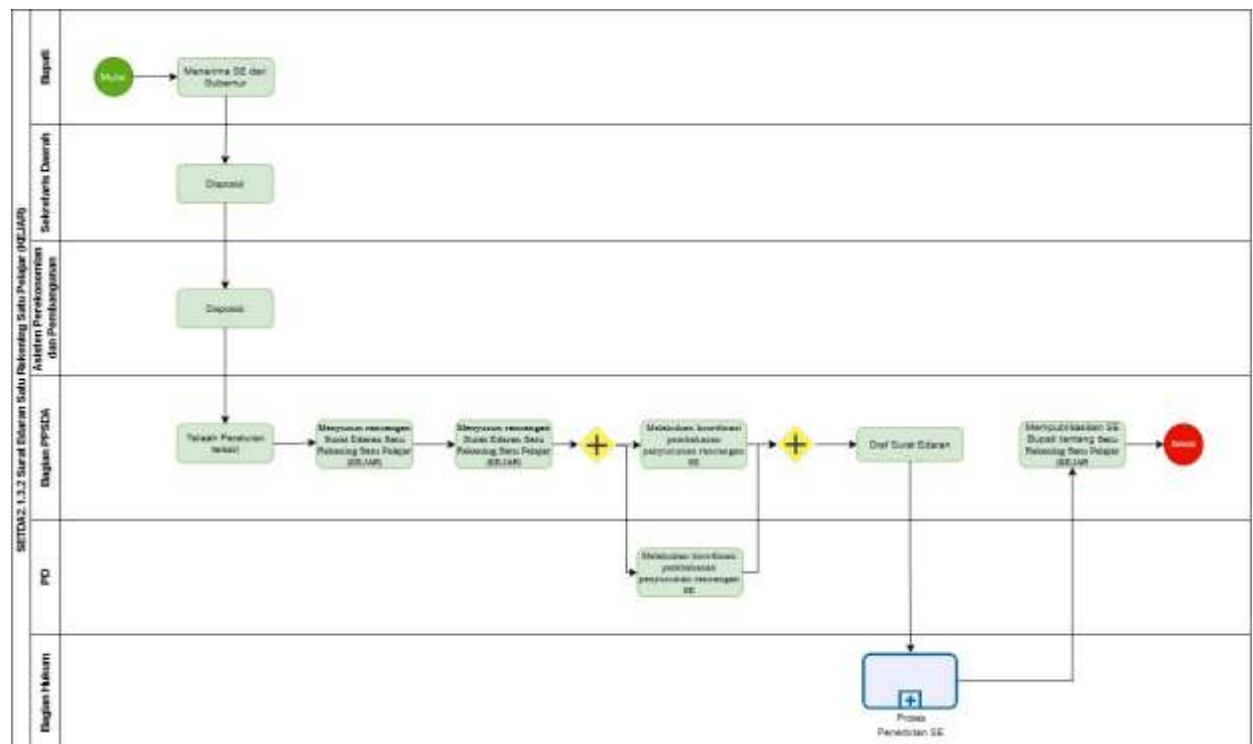 SETDA2.1.3.2 Surat Edaran Satu Rekening Satu Pelajar (KEJAR)
Bupati
Mulai
Menerima SE dari
Gubernur
Sekretaris Daerah
Disposisi
Asisten Perekonomian
dan Pembangunan
Disposisi
Bagian PPSDA
Telaah Peraturan
terkait
Menyusun rancangan
Surat Edaran Satu
Rekening Satu Pelajar
(KEJAR)
Menyusun rancangan
Surat Edaran Satu
Rekening Satu Pelajar
(KEJAR)
Melakukan koordinasi
pembahasan
penyusunan rancangan
SE
Draf Surat Edaran
Mempublikasikan SE
Bupati tentang Satu
Rekening Satu Pelajar
(KEJAR
Selesai
PD
Melakukan koordinasi
pembahasan
penyusunan rancangan
SE
Bagian Hukum
Proses
Penerbitan SE